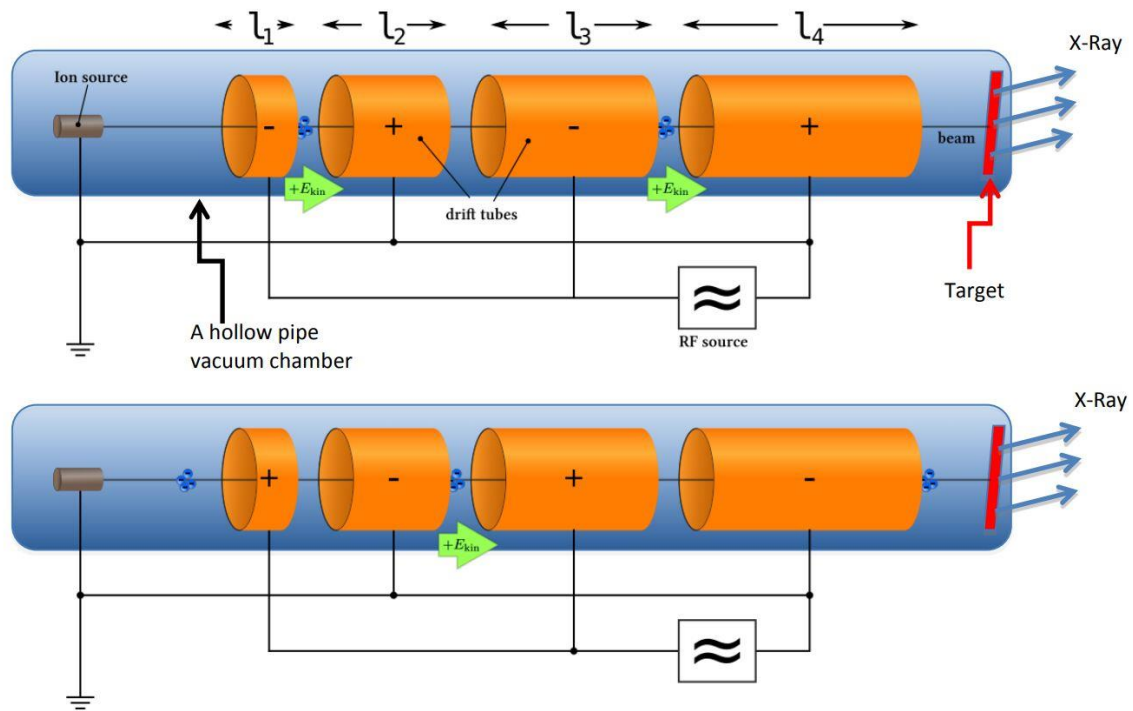 l1 l2 l3 l4
X-Ray
Ion source
- + - +
beam
+Ekin +Ekin
drift tubes
Target
A hollow pipe
vacuum chamber
≈
RF source
X-Ray
+ - + -
+Ekin
≈